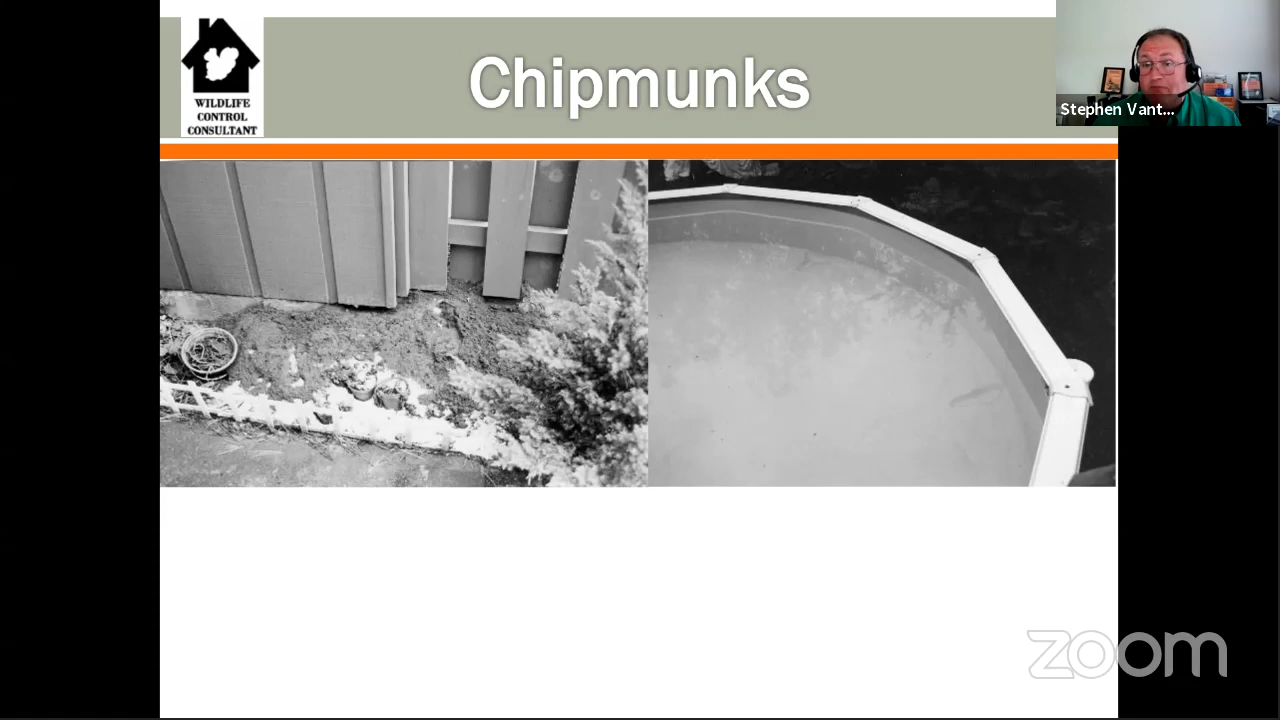 WILDLIFE
CONTROL
CONSULTANT
Chipmunks
Stephen Vant...
zoom